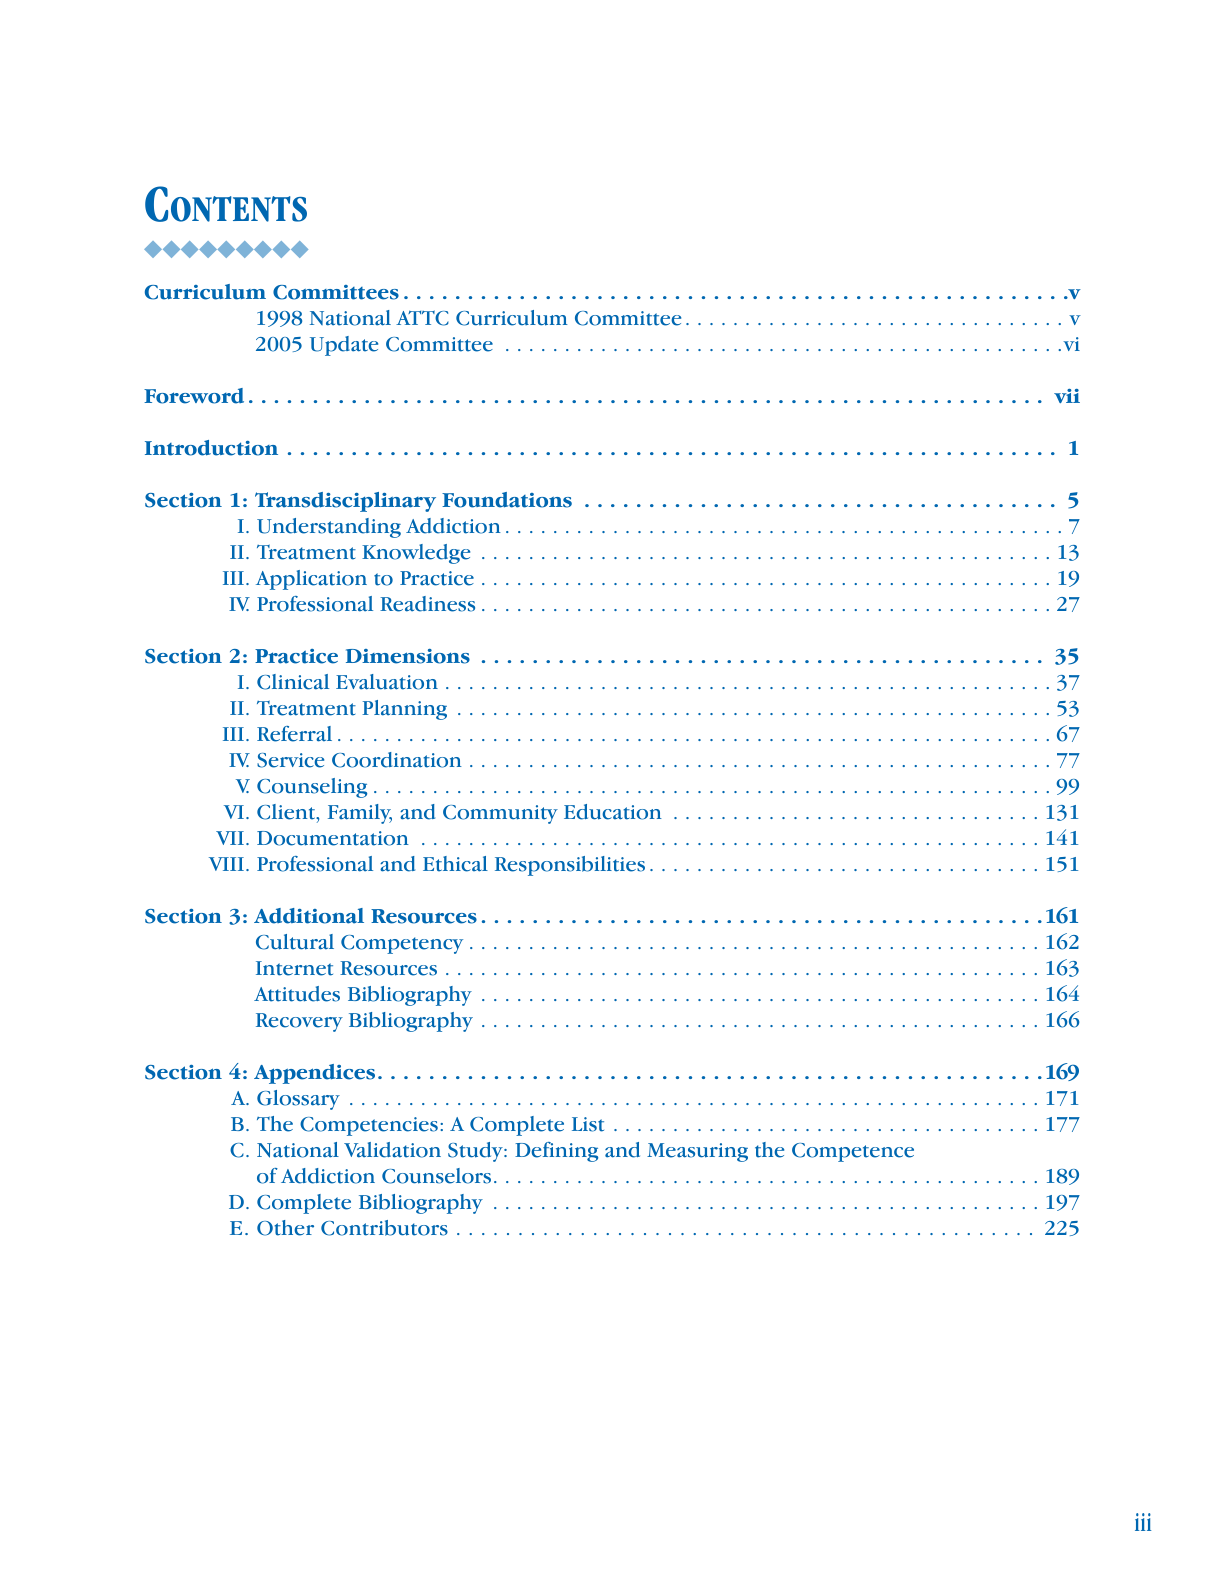 CONTENTS
Curriculum Committees . . . . . . . . . . . . . . . . . . . . . . . . . . . . . . . . . . . . . . . . . . . . . . . . . . . .v
1998 National ATTC Curriculum Committee . . . . . . . . . . . . . . . . . . . . . . . . . . . . . . . . v
2005 Update Committee . . . . . . . . . . . . . . . . . . . . . . . . . . . . . . . . . . . . . . . . . . . . . . .vi
Foreword . . . . . . . . . . . . . . . . . . . . . . . . . . . . . . . . . . . . . . . . . . . . . . . . . . . . . . . . . . . . . . vii
Introduction . . . . . . . . . . . . . . . . . . . . . . . . . . . . . . . . . . . . . . . . . . . . . . . . . . . . . . . . . . . . 1
Section 1: Transdisciplinary Foundations . . . . . . . . . . . . . . . . . . . . . . . . . . . . . . . . . . . . . 5
I. Understanding Addiction . . . . . . . . . . . . . . . . . . . . . . . . . . . . . . . . . . . . . . . . . . . . . . . 7
II. Treatment Knowledge . . . . . . . . . . . . . . . . . . . . . . . . . . . . . . . . . . . . . . . . . . . . . . . . 13
III. Application to Practice . . . . . . . . . . . . . . . . . . . . . . . . . . . . . . . . . . . . . . . . . . . . . . . . 19
IV. Professional Readiness . . . . . . . . . . . . . . . . . . . . . . . . . . . . . . . . . . . . . . . . . . . . . . . . 27
Section 2: Practice Dimensions . . . . . . . . . . . . . . . . . . . . . . . . . . . . . . . . . . . . . . . . . . . . 35
I. Clinical Evaluation . . . . . . . . . . . . . . . . . . . . . . . . . . . . . . . . . . . . . . . . . . . . . . . . . . . 37
II. Treatment Planning . . . . . . . . . . . . . . . . . . . . . . . . . . . . . . . . . . . . . . . . . . . . . . . . . . 53
III. Referral . . . . . . . . . . . . . . . . . . . . . . . . . . . . . . . . . . . . . . . . . . . . . . . . . . . . . . . . . . . . 67
IV. Service Coordination . . . . . . . . . . . . . . . . . . . . . . . . . . . . . . . . . . . . . . . . . . . . . . . . . 77
V. Counseling . . . . . . . . . . . . . . . . . . . . . . . . . . . . . . . . . . . . . . . . . . . . . . . . . . . . . . . . . 99
VI. Client, Family, and Community Education . . . . . . . . . . . . . . . . . . . . . . . . . . . . . . . 131
VII. Documentation . . . . . . . . . . . . . . . . . . . . . . . . . . . . . . . . . . . . . . . . . . . . . . . . . . . . 141
VIII. Professional and Ethical Responsibilities . . . . . . . . . . . . . . . . . . . . . . . . . . . . . . . . . 151
Section 3: Additional Resources . . . . . . . . . . . . . . . . . . . . . . . . . . . . . . . . . . . . . . . . . . . .161
Cultural Competency . . . . . . . . . . . . . . . . . . . . . . . . . . . . . . . . . . . . . . . . . . . . . . . . 162
Internet Resources . . . . . . . . . . . . . . . . . . . . . . . . . . . . . . . . . . . . . . . . . . . . . . . . . . 163
Attitudes Bibliography . . . . . . . . . . . . . . . . . . . . . . . . . . . . . . . . . . . . . . . . . . . . . . . 164
Recovery Bibliography . . . . . . . . . . . . . . . . . . . . . . . . . . . . . . . . . . . . . . . . . . . . . . . 166
Section 4: Appendices . . . . . . . . . . . . . . . . . . . . . . . . . . . . . . . . . . . . . . . . . . . . . . . . . . . .169
A. Glossary . . . . . . . . . . . . . . . . . . . . . . . . . . . . . . . . . . . . . . . . . . . . . . . . . . . . . . . . . . 171
B. The Competencies: A Complete List . . . . . . . . . . . . . . . . . . . . . . . . . . . . . . . . . . . . 177
C. National Validation Study: Defining and Measuring the Competence
of Addiction Counselors . . . . . . . . . . . . . . . . . . . . . . . . . . . . . . . . . . . . . . . . . . . . . . 189
D. Complete Bibliography . . . . . . . . . . . . . . . . . . . . . . . . . . . . . . . . . . . . . . . . . . . . . . 197
E. Other Contributors . . . . . . . . . . . . . . . . . . . . . . . . . . . . . . . . . . . . . . . . . . . . . . . . 225
iii